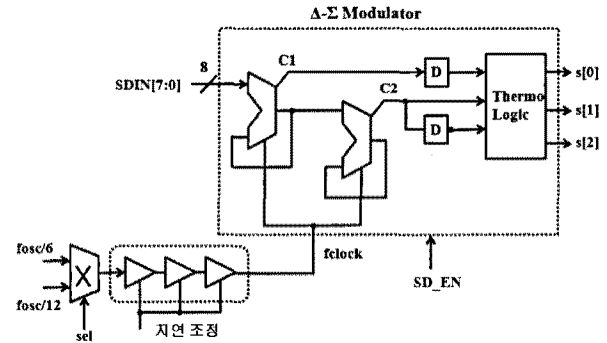 Δ-Σ Modulator
8
C1
SDIN[7:0]
D
s[0]
C2
Thermo
Logic
s[1]
D
s[2]
fosc/6
X
fclock
fosc/12
SD_EN
sel
지연 조정